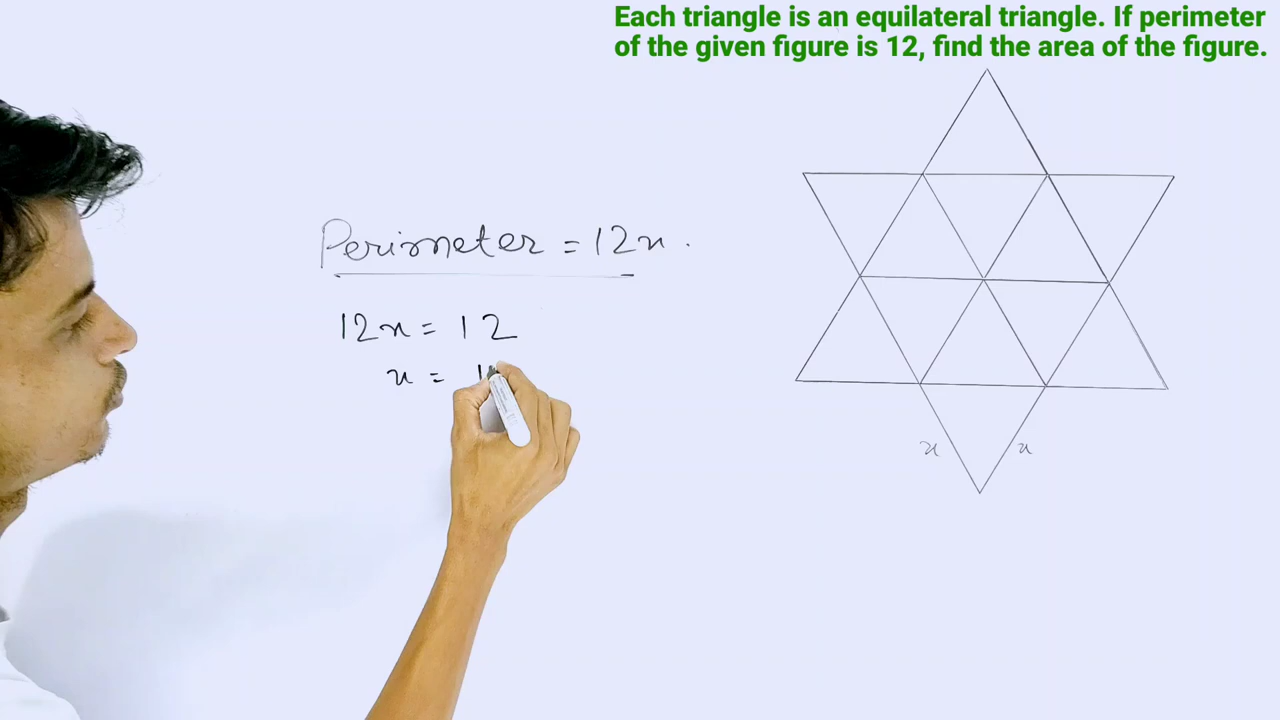 Each triangle is an equilateral triangle. If perimeter
of the given figure is 12, find the area of the figure.
Perimeter = 12x.
12x = 12
x =
x x